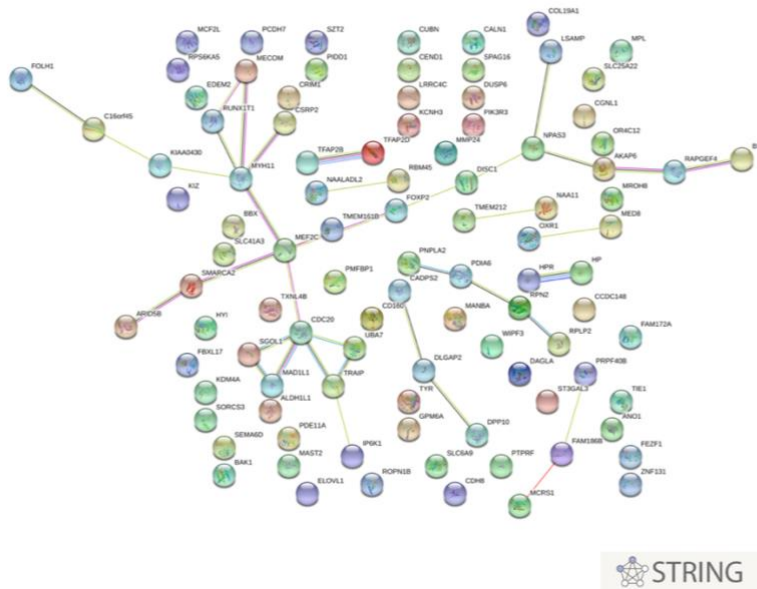 COL19A1
MCF2L
PCDH7
SZT2
CUBN
CALN1
LSAMP
MPL
FOLH1
RPS6KA5
MECOM
PIDD1
CEND1
SPAG16
SLC25A22
EDEM2
CRIM1
LRRC4C
DUSP6
C16orf45
RUNX1T1
CSRP2
KCNH3
PIK3R3
CGNL1
KIAA0430
MYH11
TFAP2B
TFAP2D
MMP24
NPAS3
OR4C12
AKAP6
RAPGEF4
KIZ
NAALADL2
RBM45
DISC1
MROH8
BBX
TMEM161B
FOXP2
TMEM212
NAA11
MED8
SLC41A3
MEF2C
OXR1
PNPLA2
SMARCA2
PMFBP1
CADPS2
PDIA6
HPR
HP
ARID5B
TXNL4B
CD160
MANBA
RPN2
CCDC148
HYI
CDC20
UBA7
WIPF3
RPLP2
FAM172A
FBXL17
SGOL1
DLGAP2
DAGLA
PRPF40B
KDM4A
MAD1L1
TRAIP
TYR
ST3GAL3
TIE1
SORCS3
ALDH1L1
GPM6A
DPP10
ANO1
SEMA6D
PDE11A
IP6K1
FAM186B
FEZF1
BAK1
MAST2
ROPN1B
SLC6A9
PTPRF
ZNF131
ELOVL1
CDH8
MCRS1
STRING